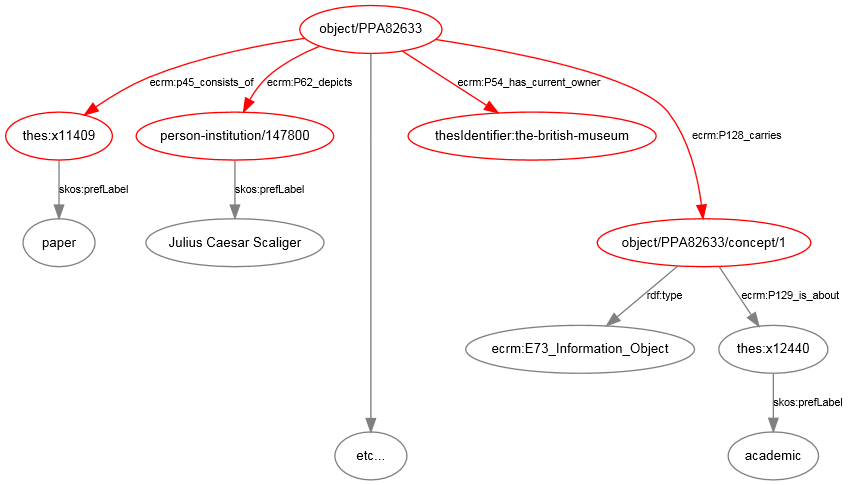 object/PPA82633
ecrm:p45_consists_of
ecrm:P62_depicts
ecrm:P54_has_current_owner
ecrm:P128_carries
thes:x11409
person-institution/147800
thesIdentifier:the-british-museum
skos:prefLabel
skos:prefLabel
paper
Julius Caesar Scaliger
object/PPA82633/concept/1
rdf:type
ecrm:P129_is_about
ecrm:E73_Information_Object
thes:x12440
skos:prefLabel
etc...
academic